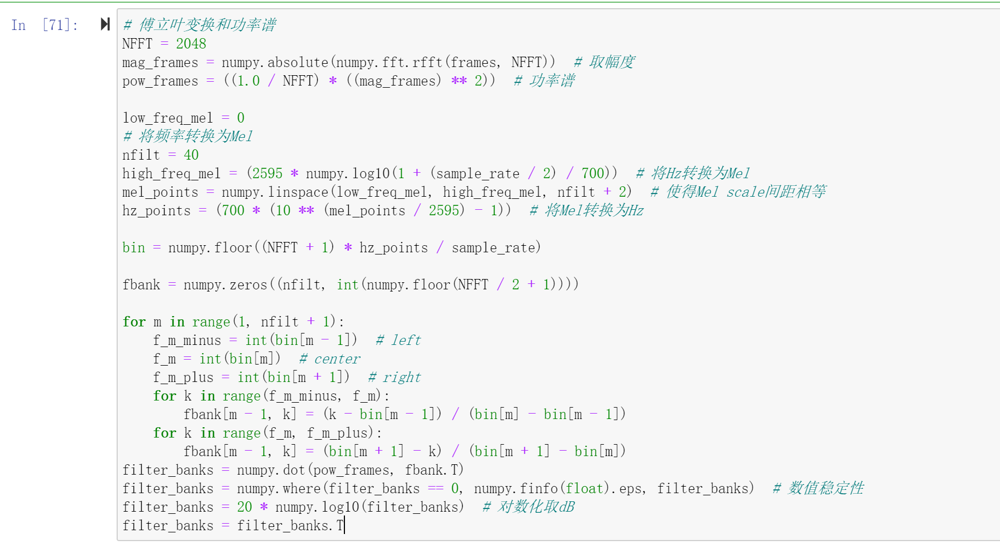 In [71]:
# 傅立叶变换和功率谱
NFFT = 2048
mag_frames = numpy.absolute(numpy.fft.rfft(frames, NFFT))  # 取幅度
pow_frames = ((1.0 / NFFT) * ((mag_frames) ** 2))  # 功率谱

low_freq_mel = 0
# 将频率转换为Mel
nfilt = 40
high_freq_mel = (2595 * numpy.log10(1 + (sample_rate / 2) / 700))  # 将Hz转换为Mel
mel_points = numpy.linspace(low_freq_mel, high_freq_mel, nfilt + 2)  # 使得Mel scale间距相等
hz_points = (700 * (10 ** (mel_points / 2595) - 1))  # 将Mel转换为Hz

bin = numpy.floor((NFFT + 1) * hz_points / sample_rate)

fbank = numpy.zeros((nfilt, int(numpy.floor(NFFT / 2 + 1))))

for m in range(1, nfilt + 1):
    f_m_minus = int(bin[m - 1])  # left
    f_m = int(bin[m])  # center
    f_m_plus = int(bin[m + 1])  # right
    for k in range(f_m_minus, f_m):
        fbank[m - 1, k] = (k - bin[m - 1]) / (bin[m] - bin[m - 1])
    for k in range(f_m, f_m_plus):
        fbank[m - 1, k] = (bin[m + 1] - k) / (bin[m + 1] - bin[m])
filter_banks = numpy.dot(pow_frames, fbank.T)
filter_banks = numpy.where(filter_banks == 0, numpy.finfo(float).eps, filter_banks)  # 数值稳定性
filter_banks = 20 * numpy.log10(filter_banks)  # 对数化取dB
filter_banks = filter_banks.T